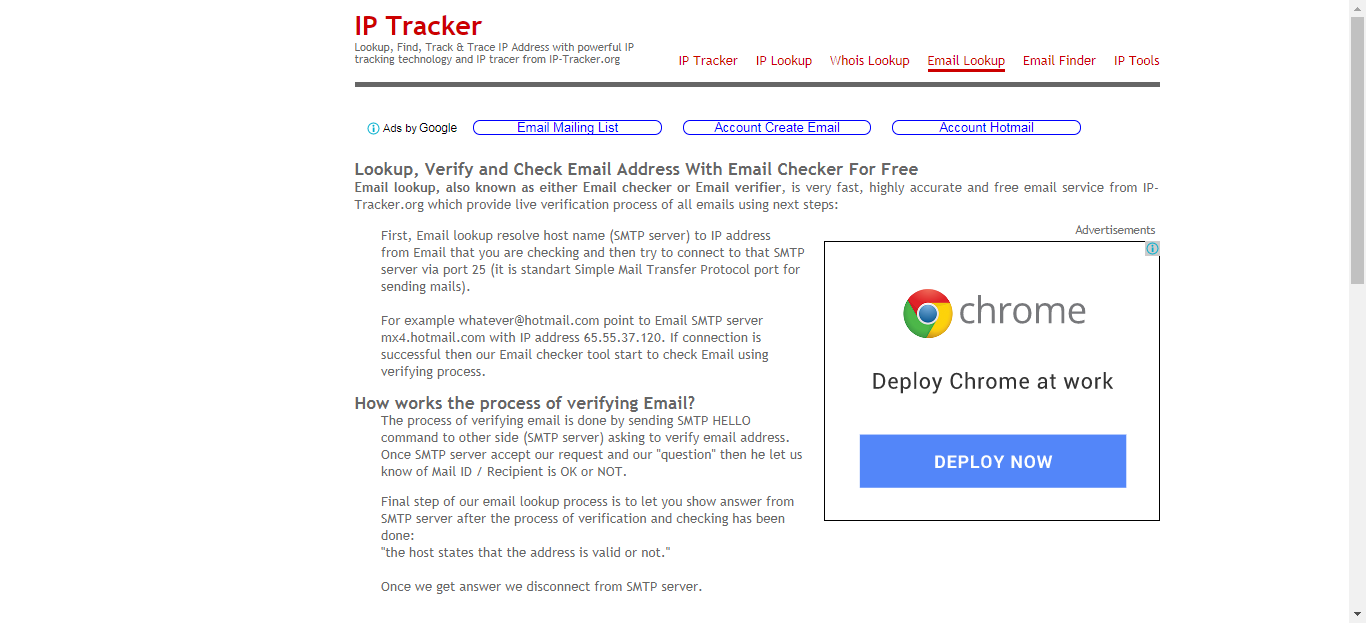 IP Tracker
Lookup, Find, Track & Trace IP Address with powerful IP
tracking technology and IP tracer from IP-Tracker.org
IP Tracker IP Lookup Whois Lookup Email Lookup Email Finder IP Tools
Ads by Google Email Mailing List Account Create Email Account Hotmail
Lookup, Verify and Check Email Address With Email Checker For Free
Email lookup, also known as either Email checker or Email verifier, is very fast, highly accurate and free email service from IP-
Tracker.org which provide live verification process of all emails using next steps:
First, Email lookup resolve host name (SMTP server) to IP address
from Email that you are checking and then try to connect to that SMTP
server via port 25 (it is standart Simple Mail Transfer Protocol port for
sending mails).
For example whatever@hotmail.com point to Email SMTP server
mx4.hotmail.com with IP address 65.55.37.120. If connection is
successful then our Email checker tool start to check Email using
verifying process.
How works the process of verifying Email?
The process of verifying email is done by sending SMTP HELLO
command to other side (SMTP server) asking to verify email address.
Once SMTP server accept our request and our "question" then he let us
know of Mail ID / Recipient is OK or NOT.
Final step of our email lookup process is to let you show answer from
SMTP server after the process of verification and checking has been
done:
"the host states that the address is valid or not."
Once we get answer we disconnect from SMTP server.
Advertisements
chrome
Deploy Chrome at work
DEPLOY NOW